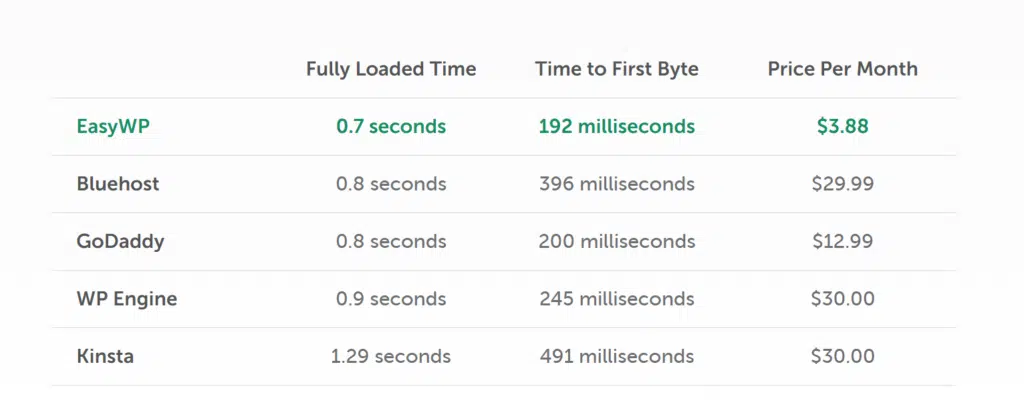 Fully Loaded Time Time to First Byte Price Per Month
EasyWP 0.7 seconds 192 milliseconds $3.88
Bluehost 0.8 seconds 396 milliseconds $29.99
GoDaddy 0.8 seconds 200 milliseconds $12.99
WP Engine 0.9 seconds 245 milliseconds $30.00
Kinsta 1.29 seconds 491 milliseconds $30.00